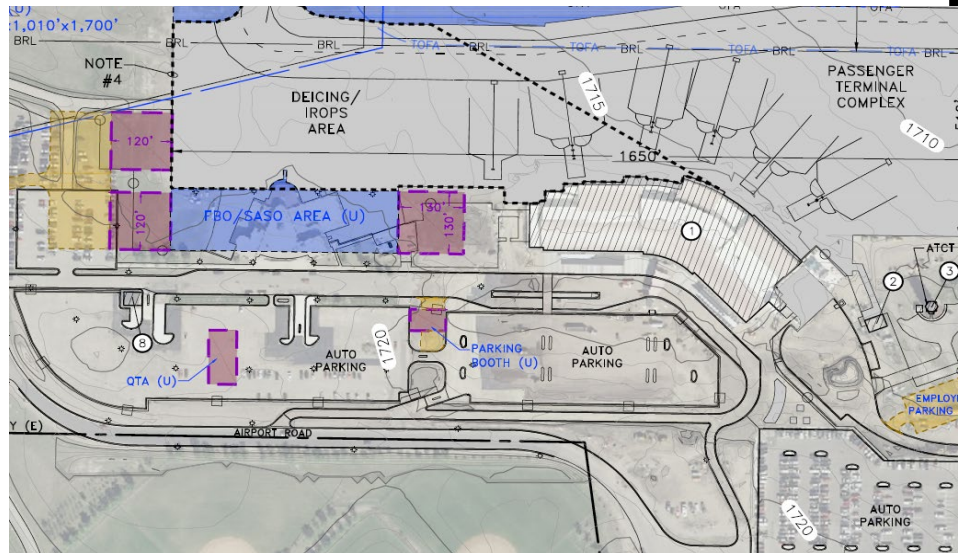 (U)
1,010'x1,700'
OFA
OFA
BRL
BRL
BRL
TOFA
BRL
TOFA
BRL
TOFA
BRL
NOTE
#4
DEICING/
IROPS
AREA
1715
PASSENGER
TERMINAL
COMPLEX
1710
120'
1650'
120'
FBO/SASO AREA (U)
130'
130'
1
ATCT
3
2
8
QTA (U)
AUTO
PARKING
1720
PARKING
BOOTH (U)
AUTO
PARKING
EMPLOY
PARKING
Y (E)
AIRPORT ROAD
AUTO
PARKING
1720